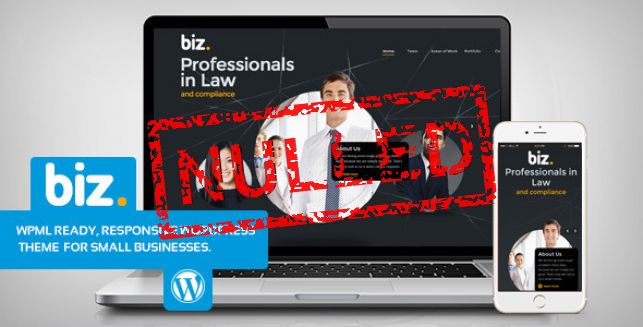 biz.
Professionals
in Law
and compliance
Home Team Areas of Work Portfolio
About Us
NULLED
biz.
WPML READY, RESPONSIVE WORDPRESS
THEME FOR SMALL BUSINESSES.
biz.
Professionals in
Law
and compliance
About Us